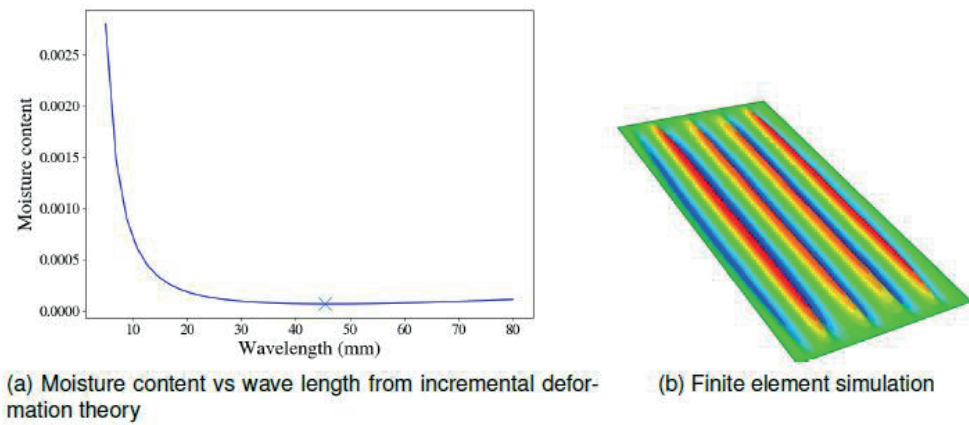 0.0025
0.0020
0.0015
0.0010
0.0005
0.0000
Moisture content
10 20 30 40 50 60 70 80
Wavelength (mm)
(a) Moisture content vs wave length from incremental defor-
mation theory
(b) Finite element simulation